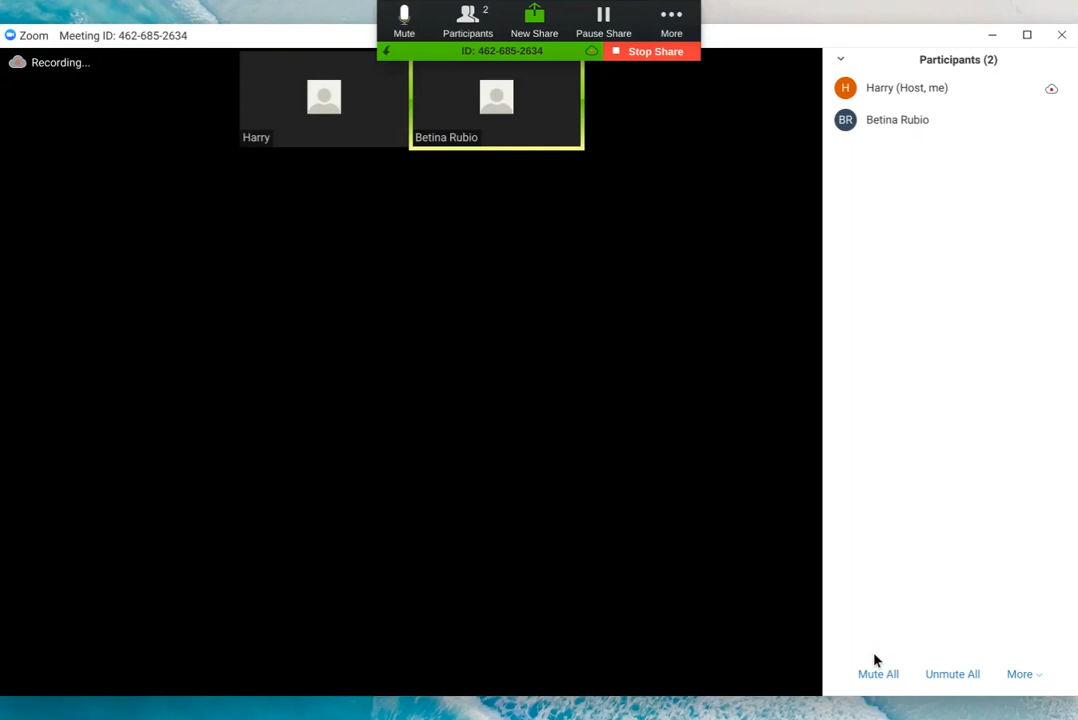 Zoom Meeting ID: 462-685-2634
Mute
Participants 2
New Share
Pause Share
More
ID: 462-685-2634
Stop Share
Recording...
Harry
Betina Rubio
Participants (2)
H Harry (Host, me)
BR Betina Rubio
Mute All Unmute All More